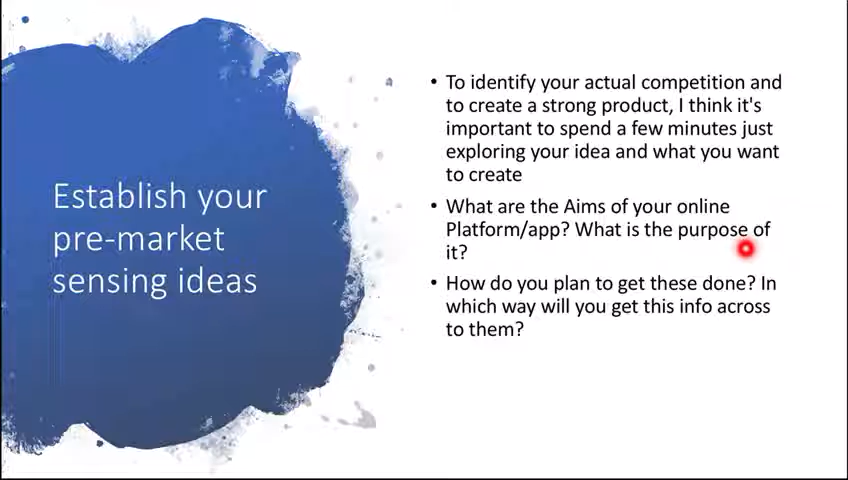 Establish your
pre-market
sensing ideas
• To identify your actual competition and
to create a strong product, I think it's
important to spend a few minutes just
exploring your idea and what you want
to create
• What are the Aims of your online
Platform/app? What is the purpose of
it?
• How do you plan to get these done? In
which way will you get this info across
to them?